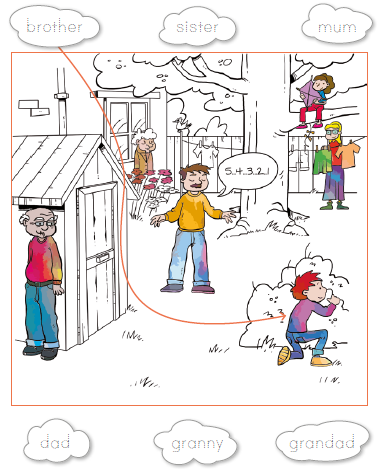 brother sister mum
5,4,3,2,1
dad granny grandad